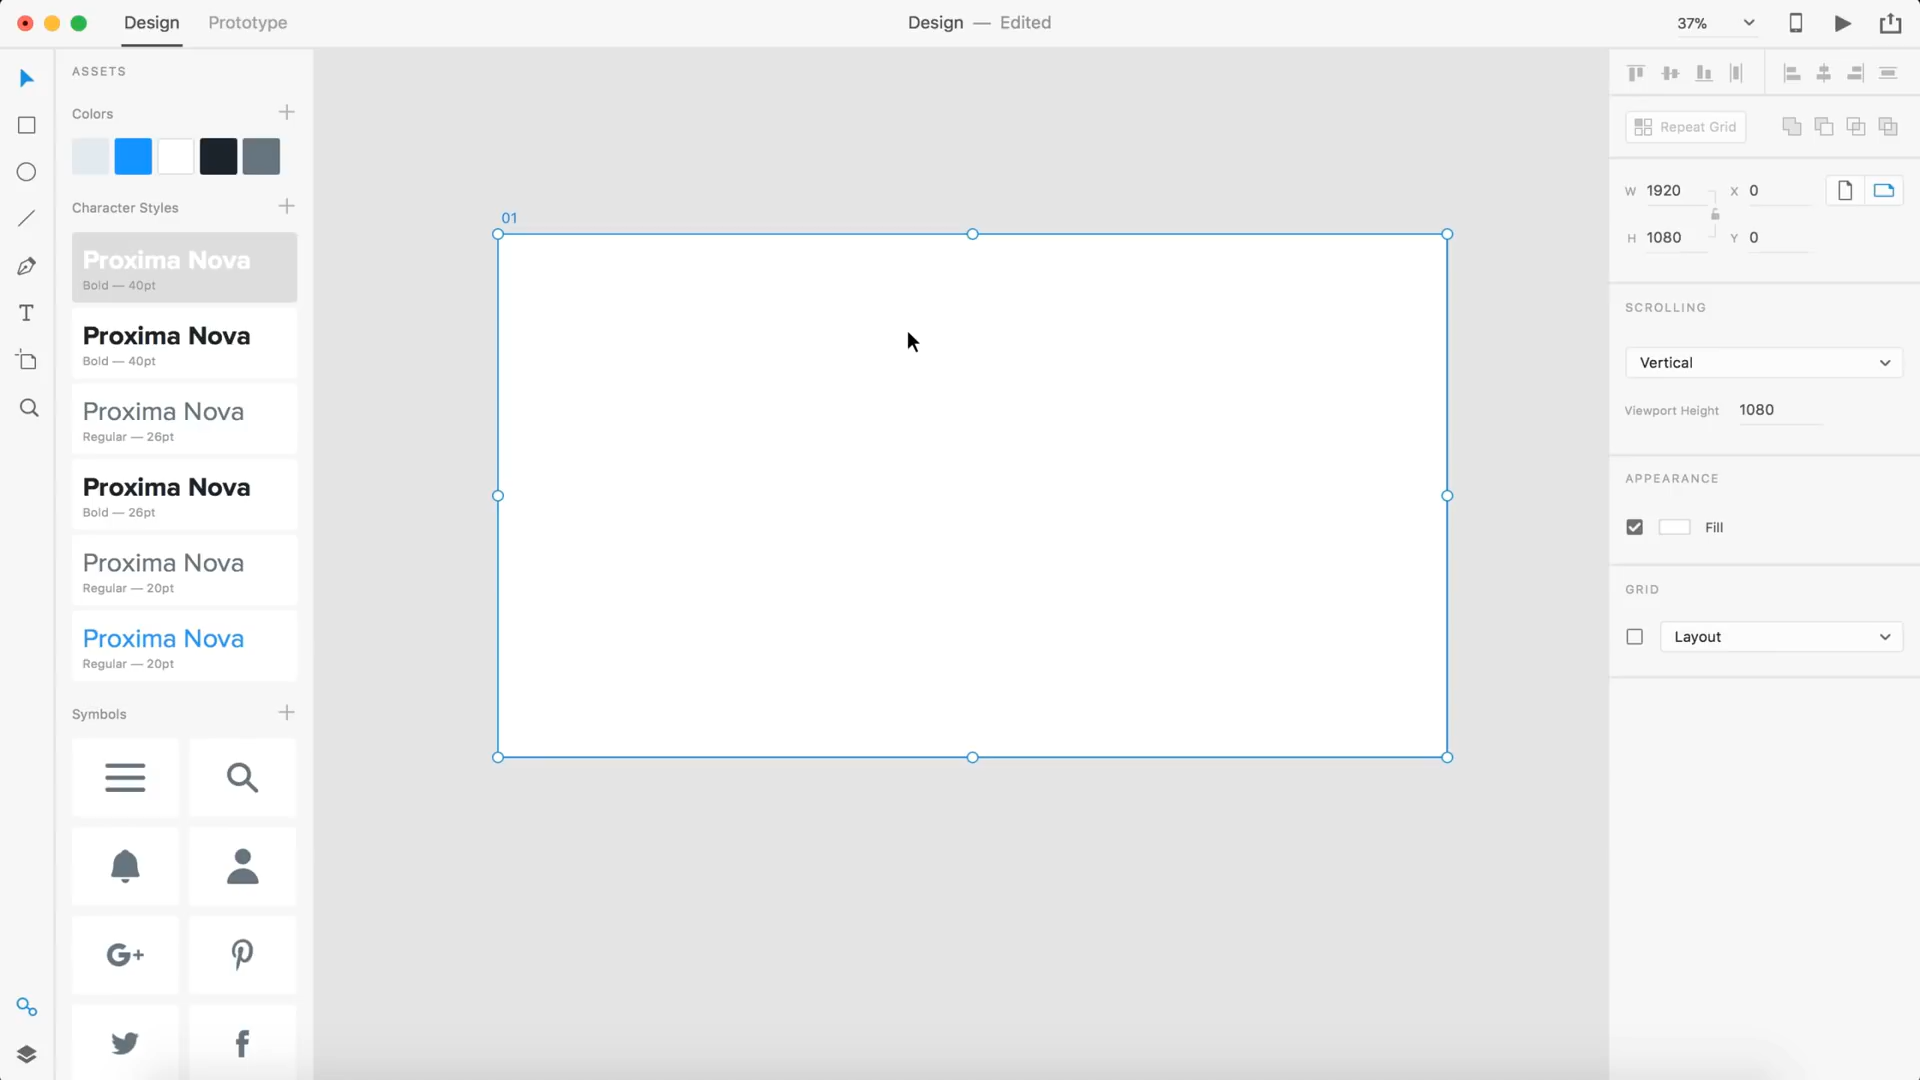 Design Prototype
Design — Edited
37%
ASSETS
Colors
Character Styles
Proxima Nova
Bold — 40pt
Proxima Nova
Bold — 40pt
Proxima Nova
Regular — 26pt
Proxima Nova
Bold — 26pt
Proxima Nova
Regular — 20pt
Proxima Nova
Regular — 20pt
Symbols
G+
01
Repeat Grid
W 1920 X 0
H 1080 Y 0
SCROLLING
Vertical
Viewport Height 1080
APPEARANCE
Fill
GRID
Layout